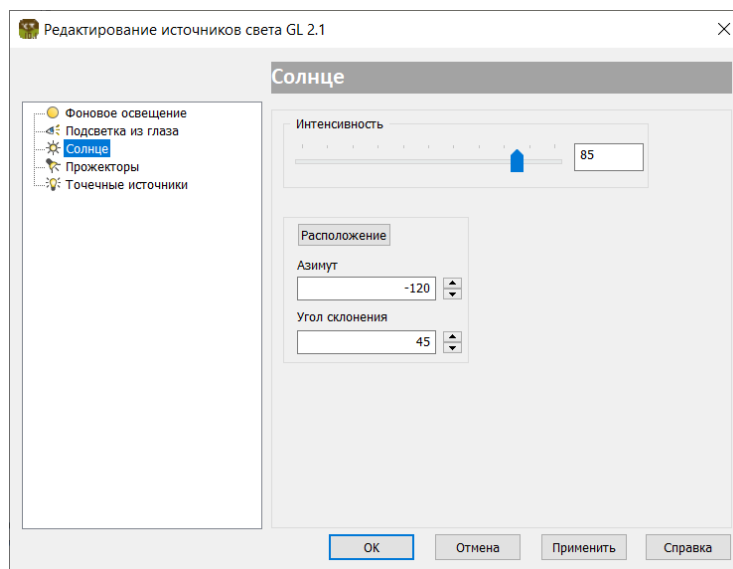 Редактирование источников света GL 2.1
Солнце
Фоновое освещение
Подсветка из глаза
Солнце
Прожекторы
Точечные источники
Интенсивность
85
Расположение
Азимут
-120
Угол склонения
45
ОК
Отмена
Применить
Справка